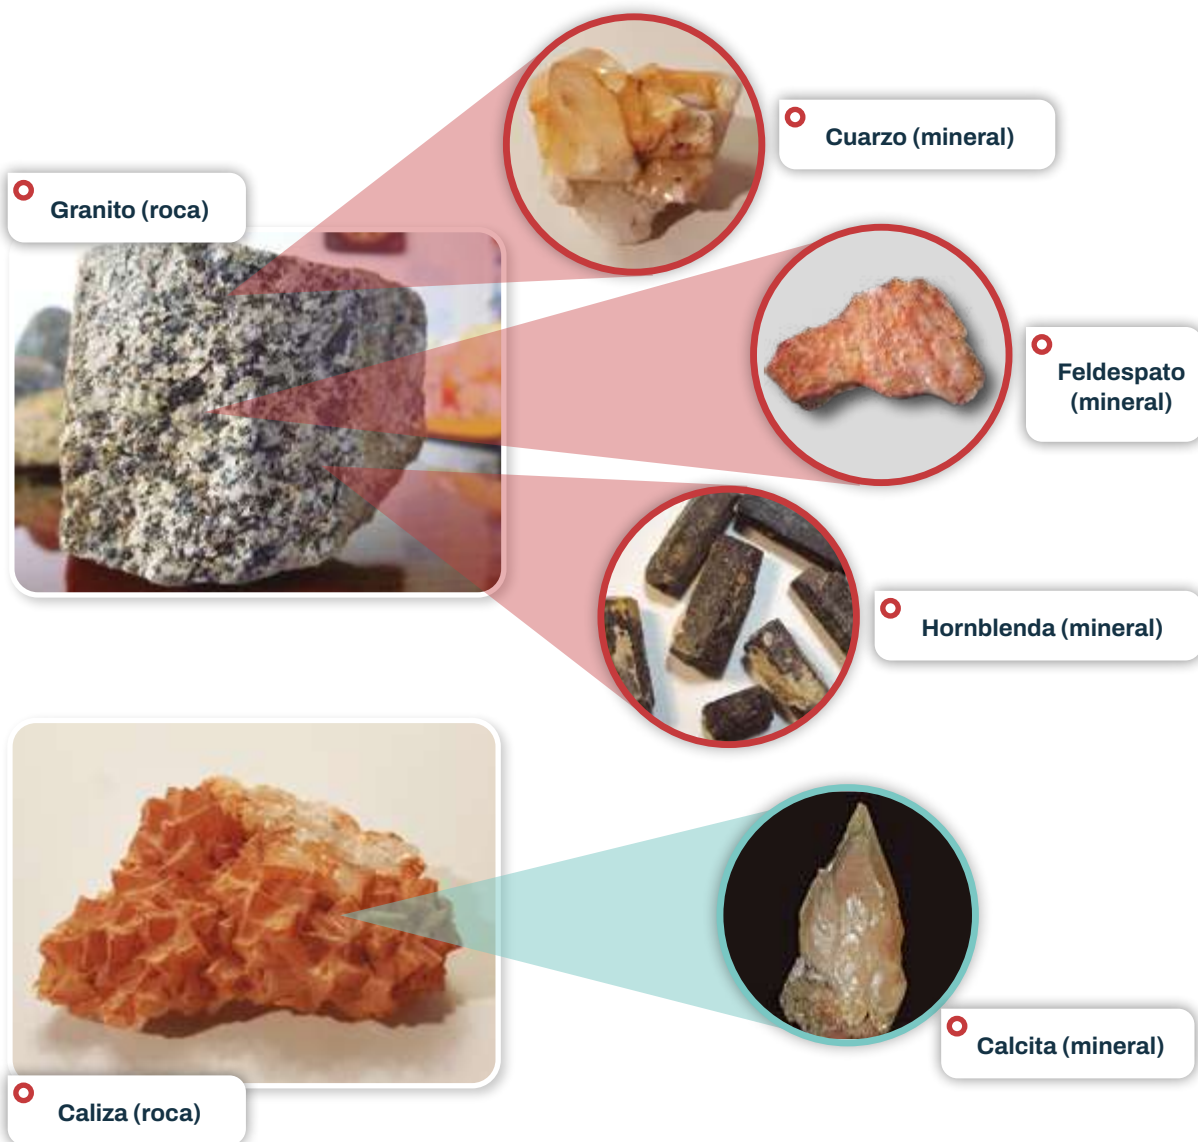 Cuarzo (mineral)
Granito (roca)
Feldespato
(mineral)
Hornblenda (mineral)
Calcita (mineral)
Caliza (roca)